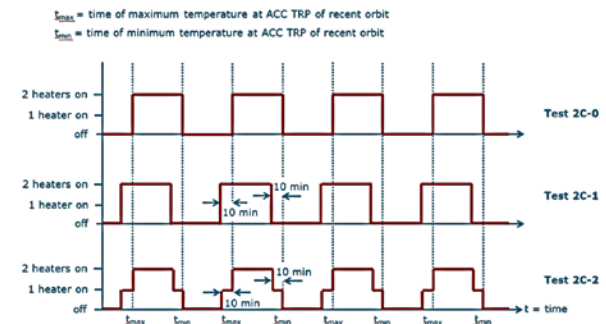 tmax = time of maximum temperature at ACC TRP of recent orbit
tmin = time of minimum temperature at ACC TRP of recent orbit
2 heaters on
1 heater on
off
Test 2C-0
2 heaters on
1 heater on
off
10 min
10 min
Test 2C-1
2 heaters on
1 heater on
off
10 min
10 min
Test 2C-2
t = time
tmax tmin tmax tmin tmax tmin tmax tmin